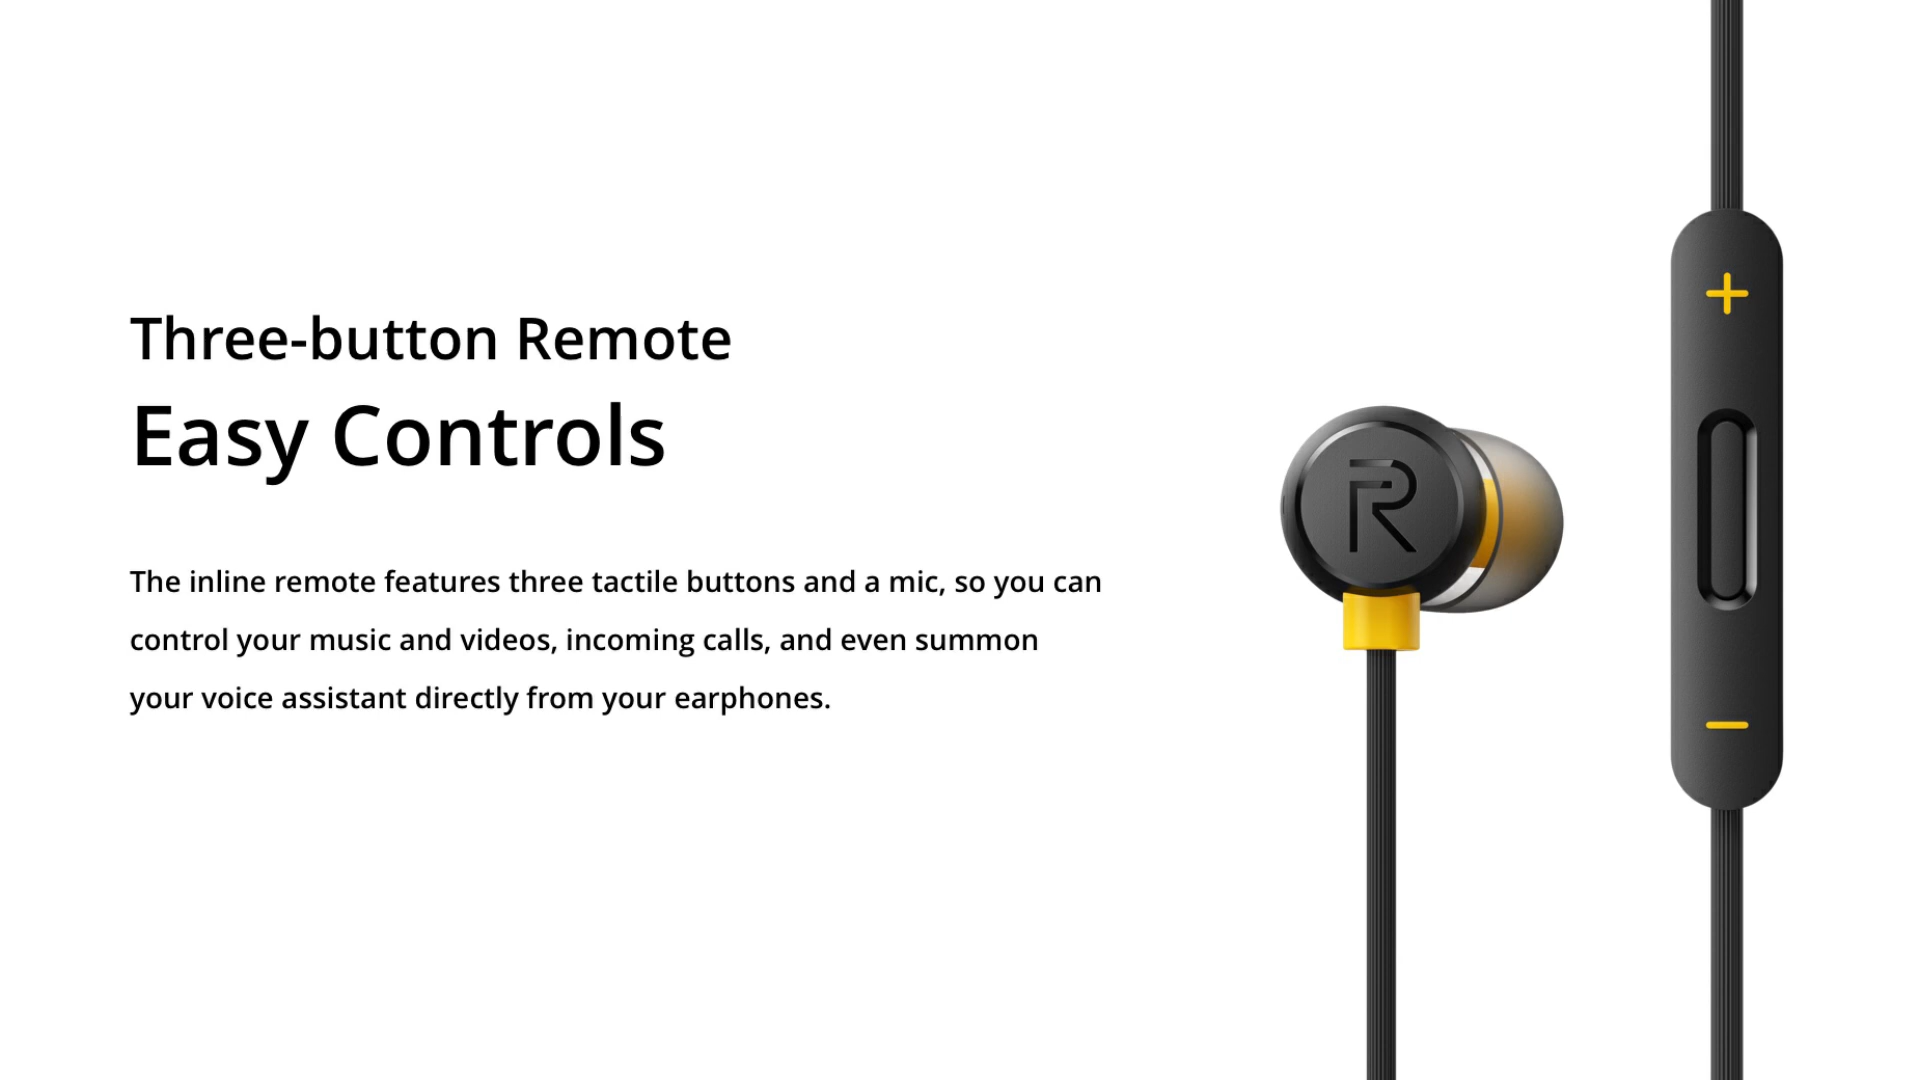 Three-button Remote
Easy Controls
The inline remote features three tactile buttons and a mic, so you can
control your music and videos, incoming calls, and even summon
your voice assistant directly from your earphones.
R
+
−